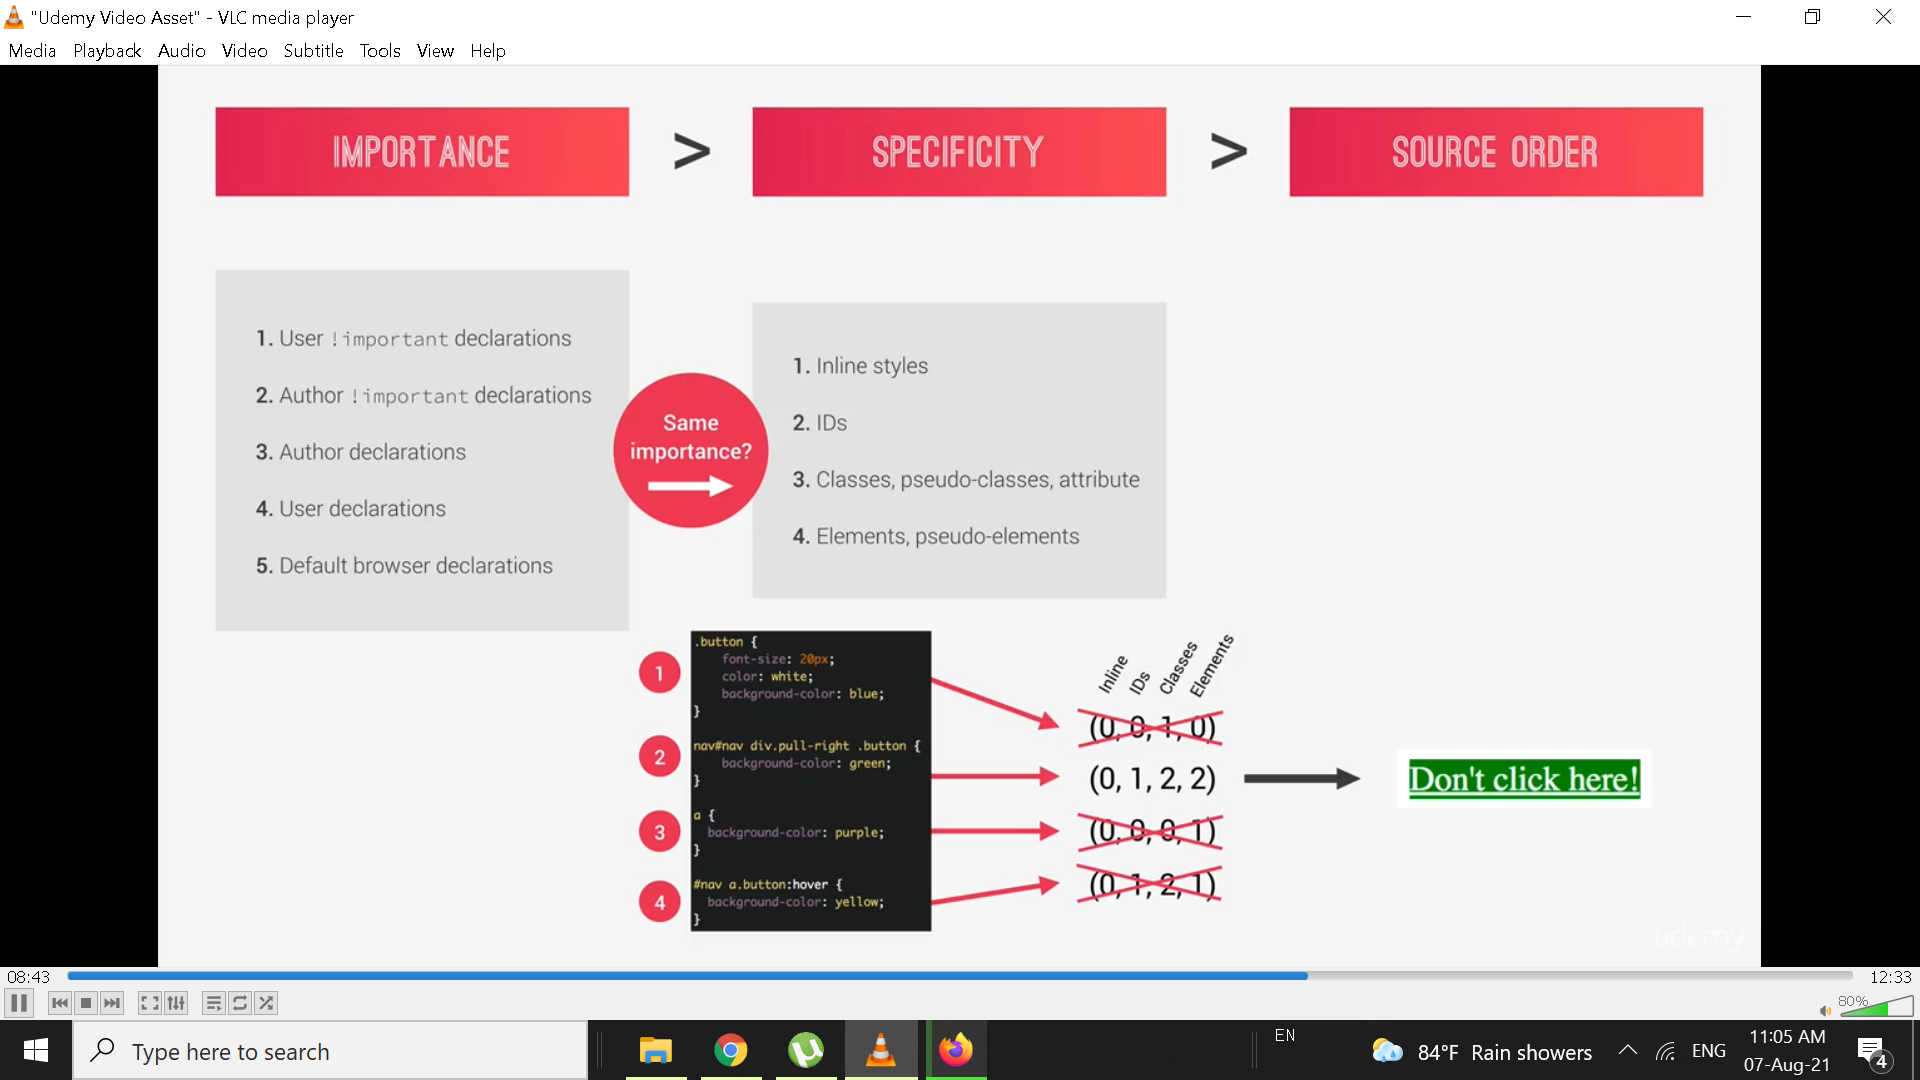 "Udemy Video Asset" - VLC media player
Media Playback Audio Video Subtitle Tools View Help
IMPORTANCE > SPECIFICITY > SOURCE ORDER
1. User !important declarations
2. Author !important declarations
3. Author declarations
4. User declarations
5. Default browser declarations
Same
importance?
1. Inline styles
2. IDs
3. Classes, pseudo-classes, attribute
4. Elements, pseudo-elements
1
2
3
4
.button {
font-size: 20px;
color: white;
background-color: blue;
}
nav#nav div.pull-right .button {
background-color: green;
}
a {
background-color: purple;
}
#nav a.button:hover {
background-color: yellow;
}
Inline IDs Classes Elements
(0, 0, 1, 0)
(0, 1, 2, 2)
(0, 0, 0, 1)
(0, 1, 2, 1)
Don't click here!
udemy
08:43 12:33
80%
Type here to search
EN
84°F Rain showers
ENG
11:05 AM
07-Aug-21
4